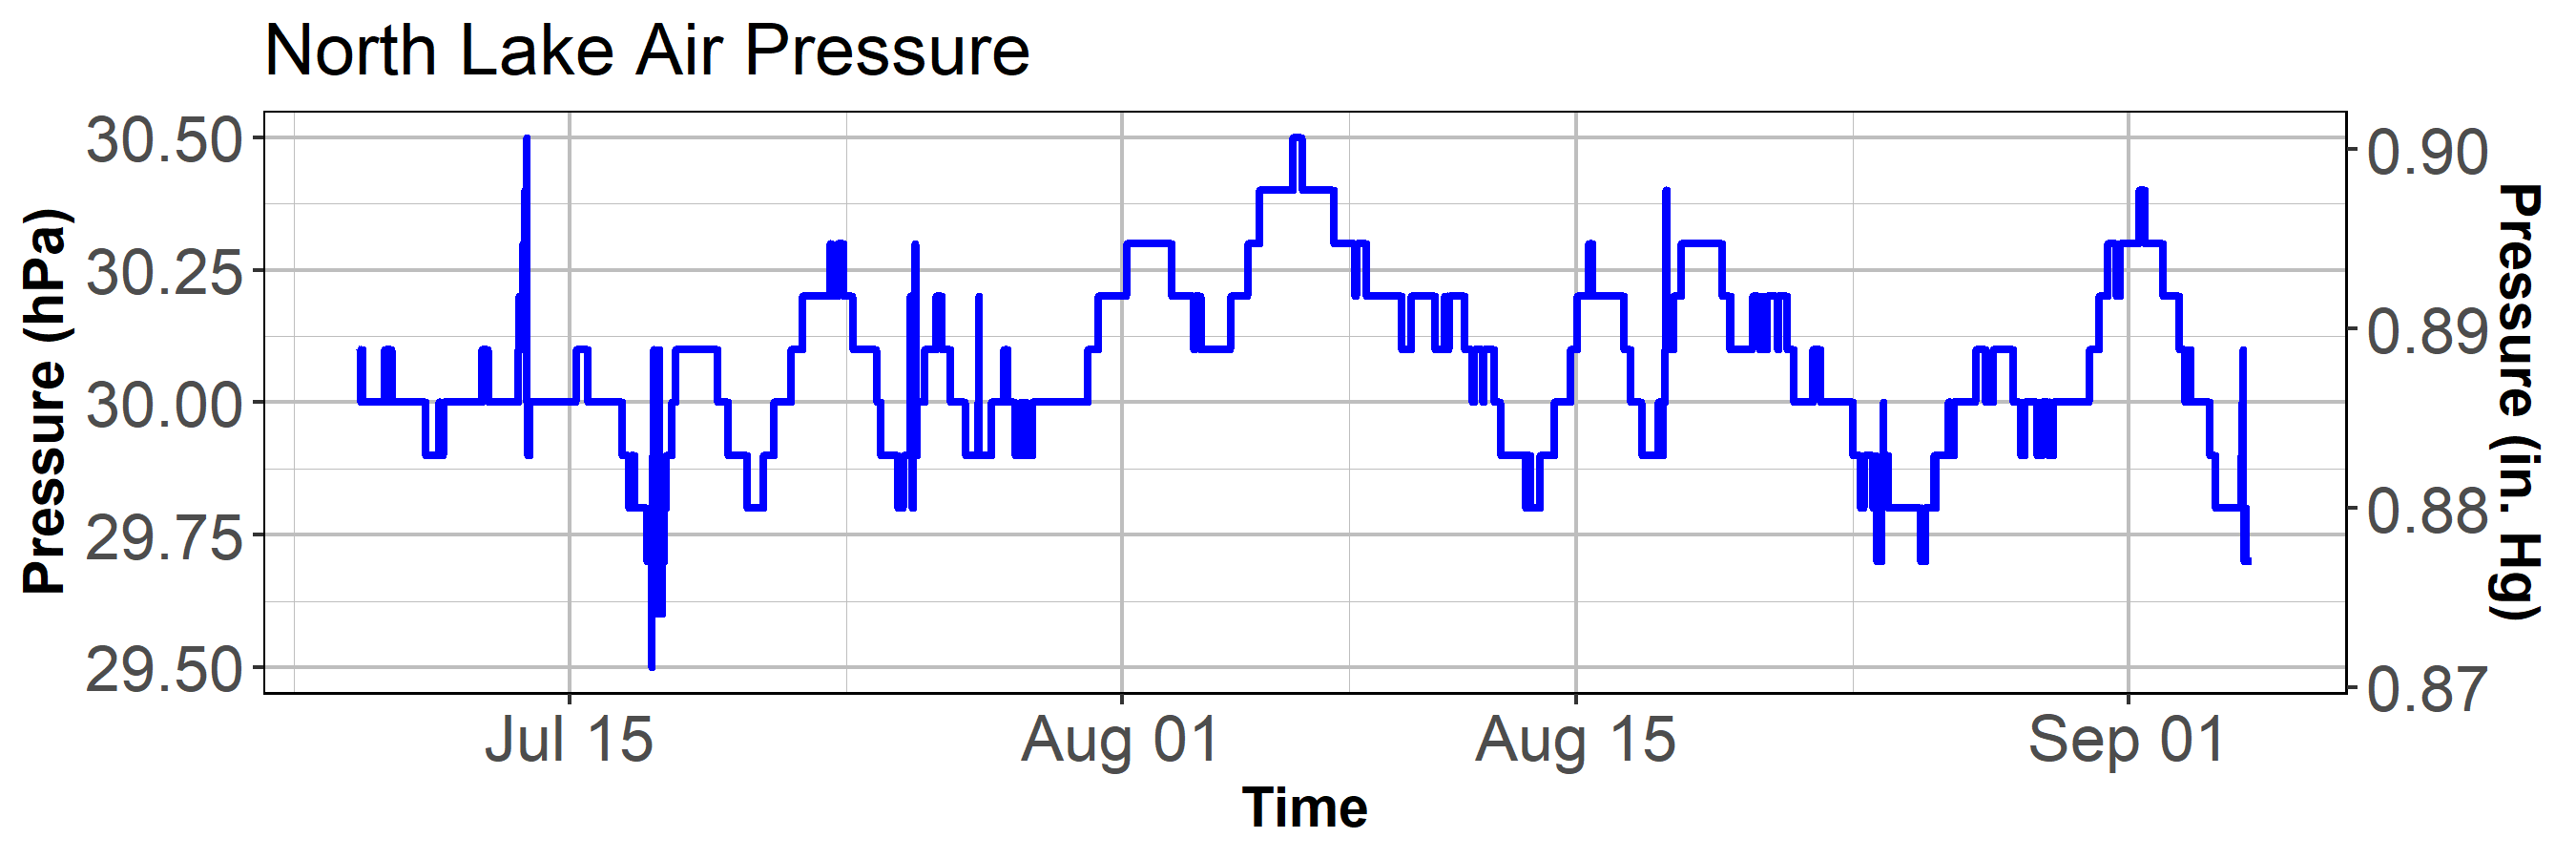 North Lake Air Pressure
30.50
30.25
30.00
29.75
29.50
Pressure (hPa)
0.90
0.89
0.88
0.87
Pressure (in. Hg)
Jul 15
Aug 01
Aug 15
Sep 01
Time